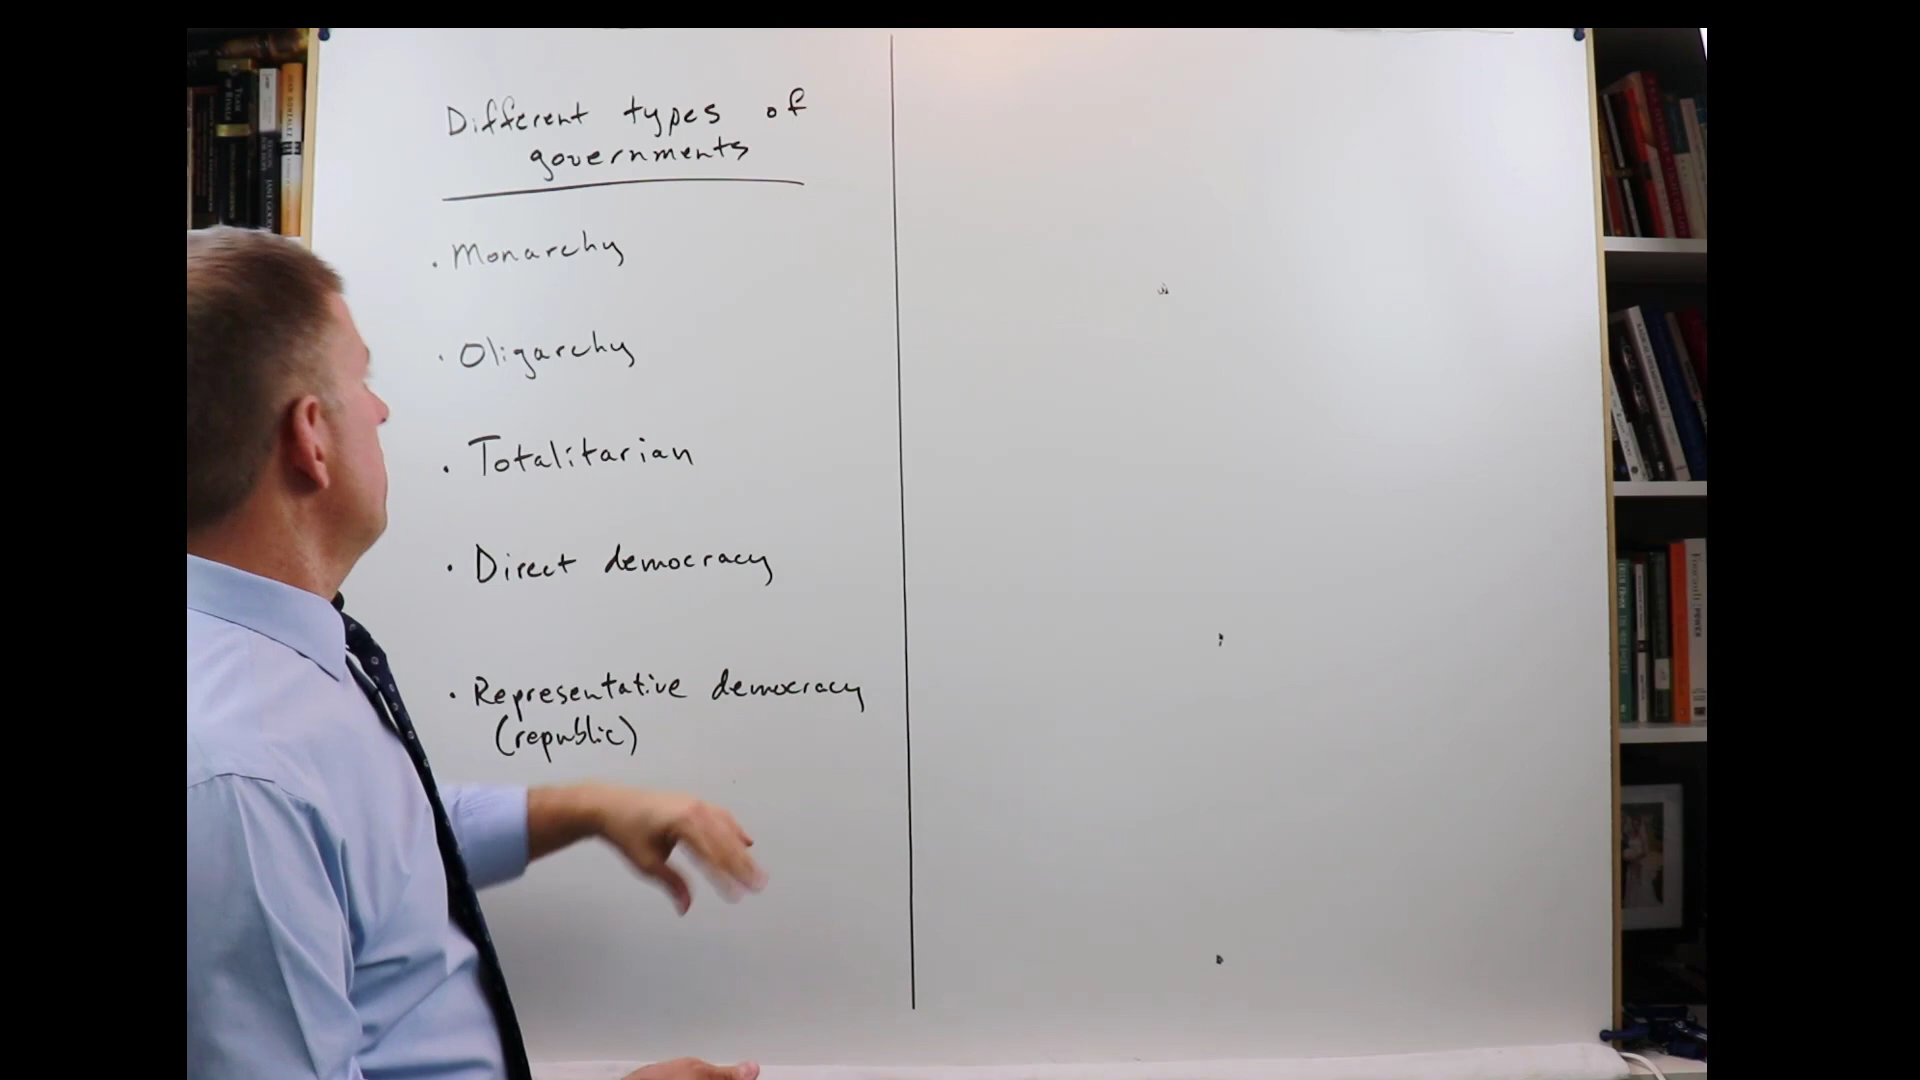 Different types of
governments
• Monarchy
• Oligarchy
• Totalitarian
• Direct democracy
• Representative democracy
(republic)